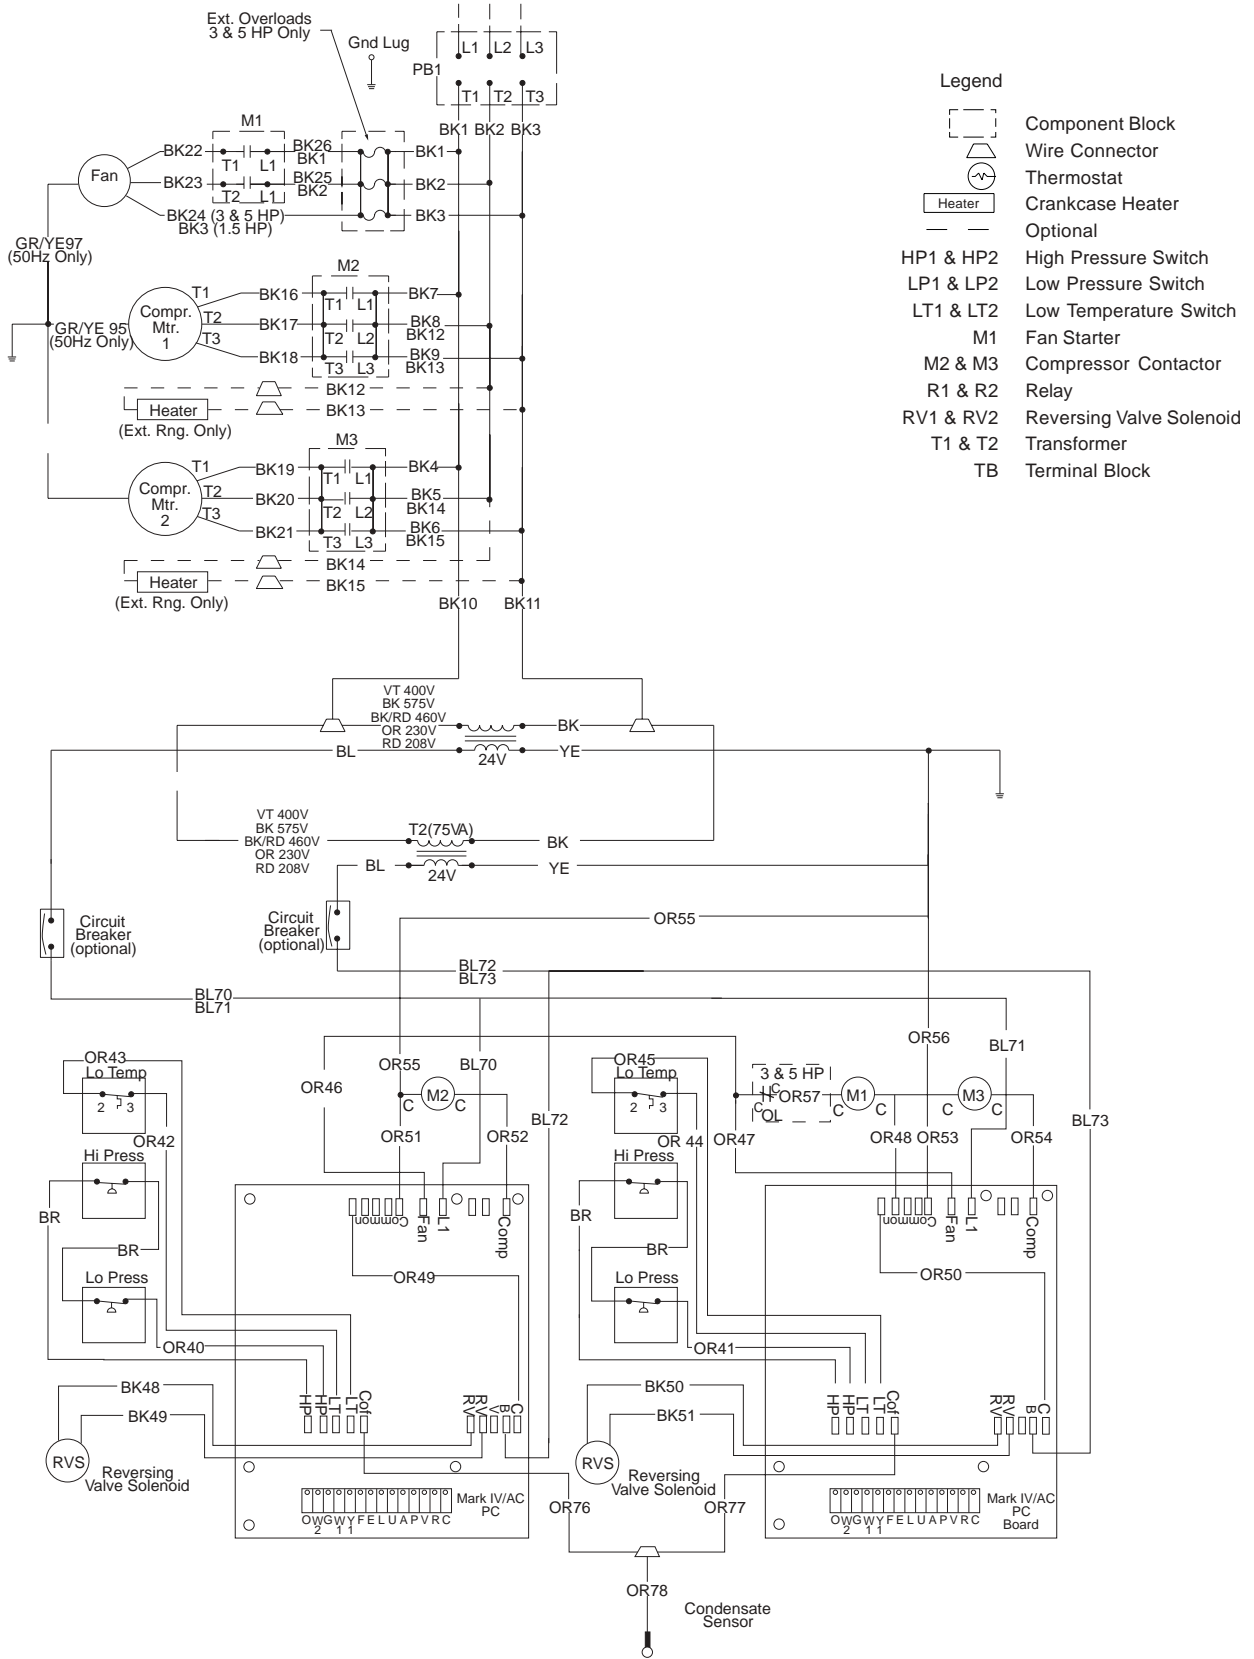 Ext. Overloads
3 & 5 HP Only
Gnd Lug
L1 L2 L3
PB1
T1 T2 T3
BK1 BK2 BK3
M1
Fan
BK22
T1 L1
BK26
BK1
BK1
BK23
T2 L1
BK25
BK2
BK2
BK24 (3 & 5 HP)
BK3 (1.5 HP)
BK3
GR/YE97
(50Hz Only)
M2
Compr.
Mtr.
1
T1
BK16
T1 L1
BK7
GR/YE 95
(50Hz Only)
T2
BK17
T2 L2
BK8
BK12
T3
BK18
T3 L3
BK9
BK13
BK12
Heater
BK13
(Ext. Rng. Only)
M3
Compr.
Mtr.
2
T1
BK19
T1 L1
BK4
T2
BK20
T2 L2
BK5
BK14
T3
BK21
T3 L3
BK6
BK15
BK14
Heater
BK15
(Ext. Rng. Only)
BK10 BK11
Legend
Component Block
Wire Connector
Thermostat
Heater Crankcase Heater
Optional
HP1 & HP2 High Pressure Switch
LP1 & LP2 Low Pressure Switch
LT1 & LT2 Low Temperature Switch
M1 Fan Starter
M2 & M3 Compressor Contactor
R1 & R2 Relay
RV1 & RV2 Reversing Valve Solenoid
T1 & T2 Transformer
TB Terminal Block
VT 400V
BK 575V
BK/RD 460V
OR 230V
RD 208V
BK
BL
24V
YE
VT 400V
BK 575V
BK/RD 460V
OR 230V
RD 208V
T2(75VA)
BK
BL
24V
YE
Circuit
Breaker
(optional)
Circuit
Breaker
(optional)
OR55
BL72
BL73
BL70
BL71
OR43
Lo Temp
2 3
OR42
Hi Press
BR
BR
Lo Press
OR40
OR46
OR55
BL70
M2
C C
OR51
OR52
BL72
Common
Fan
L1
Comp
OR49
HP
HP
LT
LT
Cof
RV
RV
V
B
C
BK48
BK49
RVS
Reversing
Valve Solenoid
O W2 G W1 Y1 F E L U A P V R C
Mark IV/AC
PC
OR45
Lo Temp
2 3
OR 44
Hi Press
BR
BR
Lo Press
OR41
OR47
3 & 5 HP
C
OR57
C
OL
M1
C C
OR56
BL71
M3
C C
OR48
OR53
OR54
BL73
Common
Fan
L1
Comp
OR50
HP
HP
LT
LT
Cof
RV
RV
B
C
BK50
BK51
RVS
Reversing
Valve Solenoid
O W2 G W1 Y1 F E L U A P V R C
Mark IV/AC
PC
Board
OR76
OR77
OR78
Condensate
Sensor